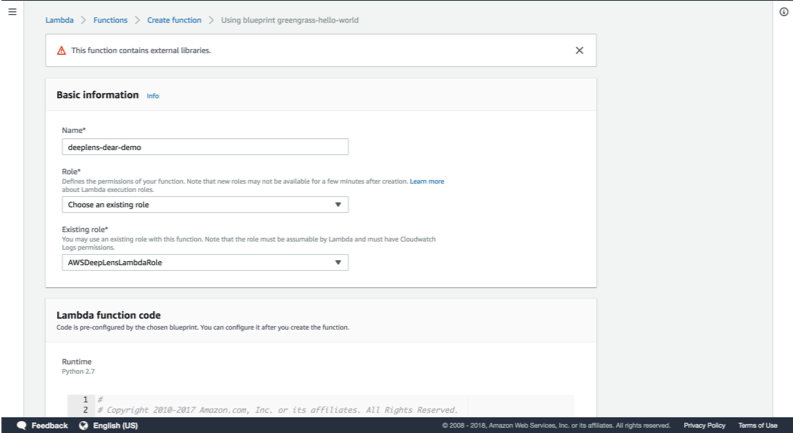 Lambda > Functions > Create function > Using blueprint greengrass-hello-world
This function contains external libraries.
Basic information Info
Name*
deeplens-dear-demo
Role*
Defines the permissions of your function. Note that new roles may not be available for a few minutes after creation. Learn more
about Lambda execution roles.
Choose an existing role
Existing role*
You may use an existing role with this function. Note that the role must be assumable by Lambda and must have Cloudwatch
Logs permissions.
AWSDeepLensLambdaRole
Lambda function code
Code is pre-configured by the chosen blueprint. You can configure it after you create the function.
Runtime
Python 2.7
1 #
2 # Copyright 2010-2017 Amazon.com, Inc. or its affiliates. All Rights Reserved.
Feedback English (US) © 2008 - 2018, Amazon Web Services, Inc. or its affiliates. All rights reserved. Privacy Policy Terms of Use